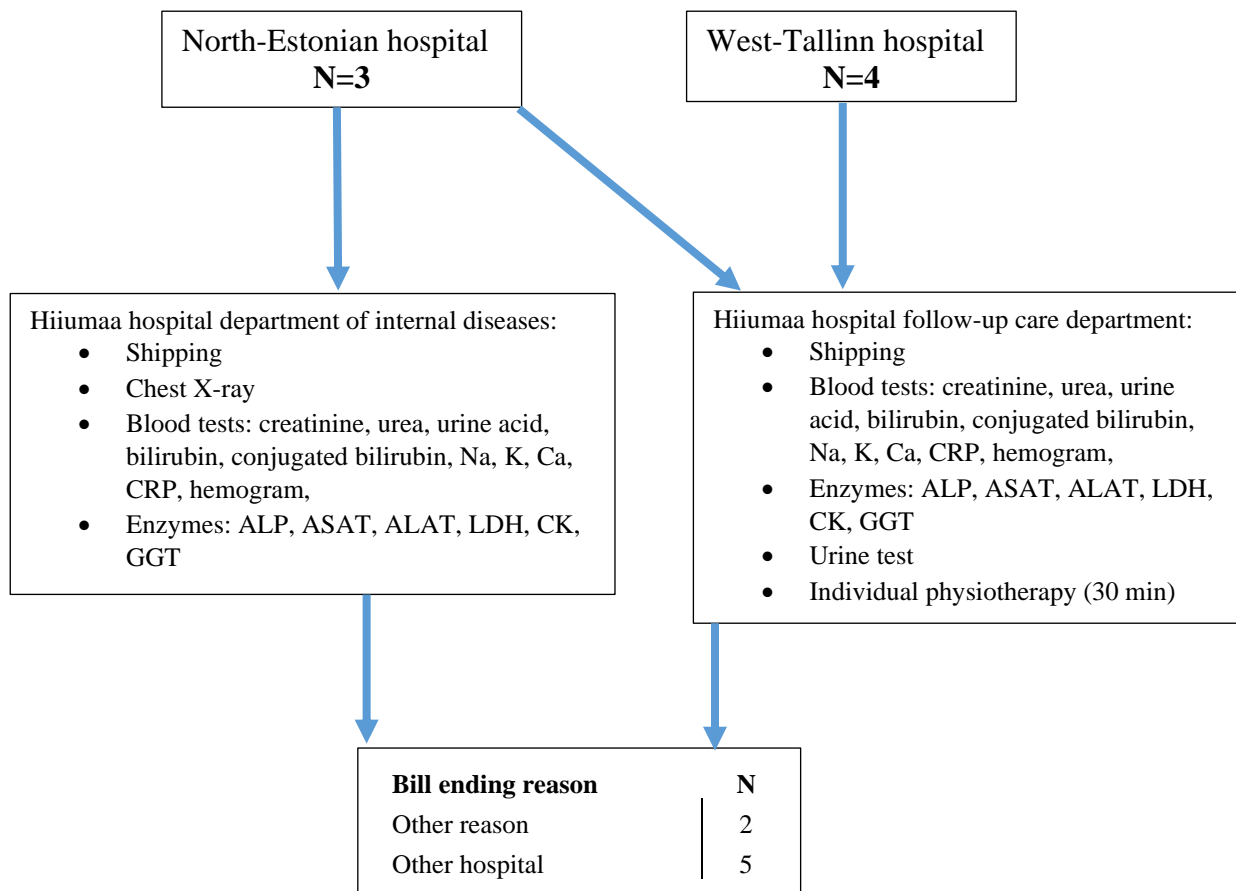 North-Estonian hospital
N=3
West-Tallinn hospital
N=4
Hiiumaa hospital department of internal diseases:
• Shipping
• Chest X-ray
• Blood tests: creatinine, urea, urine acid,
bilirubin, conjugated bilirubin, Na, K, Ca,
CRP, hemogram,
• Enzymes: ALP, ASAT, ALAT, LDH, CK,
GGT
Hiiumaa hospital follow-up care department:
• Shipping
• Blood tests: creatinine, urea, urine
acid, bilirubin, conjugated bilirubin,
Na, K, Ca, CRP, hemogram,
• Enzymes: ALP, ASAT, ALAT, LDH,
CK, GGT
• Urine test
• Individual physiotherapy (30 min)
Bill ending reason N
Other reason 2
Other hospital 5